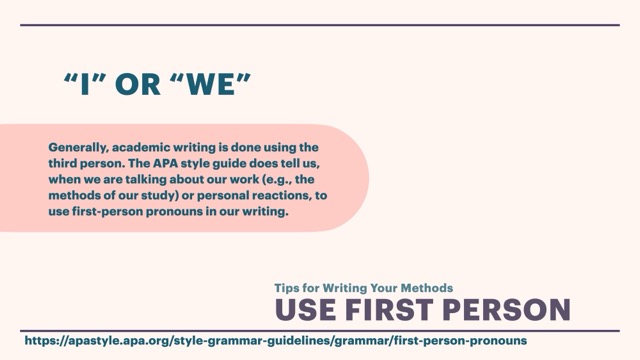 “I” OR “WE”
Generally, academic writing is done using the
third person. The APA style guide does tell us,
when we are talking about our work (e.g., the
methods of our study) or personal reactions, to
use first-person pronouns in our writing.
Tips for Writing Your Methods
USE FIRST PERSON
https://apastyle.apa.org/style-grammar-guidelines/grammar/first-person-pronouns